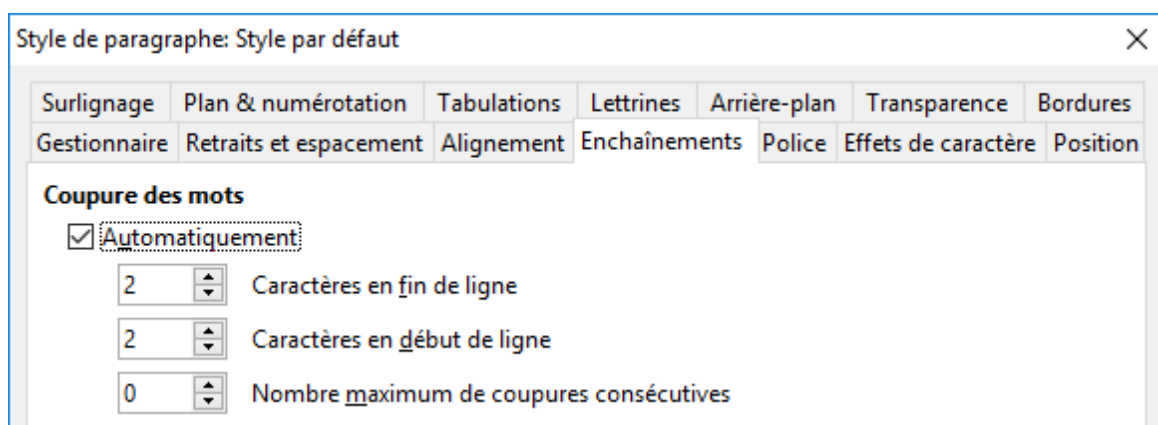 Style de paragraphe: Style par défaut
Surlignage Plan & numérotation Tabulations Lettrines Arrière-plan Transparence Bordures
Gestionnaire Retraits et espacement Alignement Enchaînements Police Effets de caractère Position
Coupure des mots
Automatiquement
2 Caractères en fin de ligne
2 Caractères en début de ligne
0 Nombre maximum de coupures consécutives